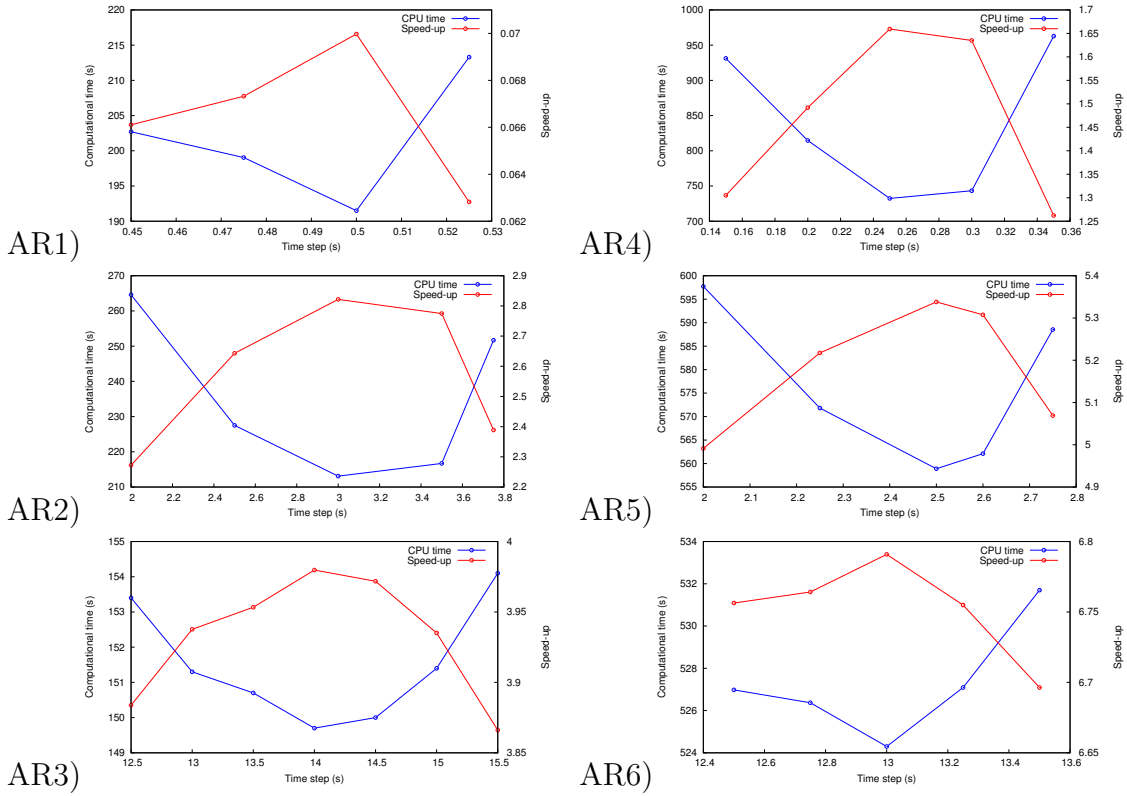 220
215
210
205
200
195
190
Computational time (s)
0.07
0.068
0.066
0.064
0.062
Speed-up
CPU time
Speed-up
0.45 0.46 0.47 0.48 0.49 0.5 0.51 0.52 0.53
Time step (s)
AR1)
1000
950
900
850
800
750
700
Computational time (s)
1.7
1.65
1.6
1.55
1.5
1.45
1.4
1.35
1.3
1.25
Speed-up
CPU time
Speed-up
0.14 0.16 0.18 0.2 0.22 0.24 0.26 0.28 0.3 0.32 0.34 0.36
Time step (s)
AR4)
270
260
250
240
230
220
210
Computational time (s)
2.9
2.8
2.7
2.6
2.5
2.4
2.3
2.2
Speed-up
CPU time
Speed-up
2 2.2 2.4 2.6 2.8 3 3.2 3.4 3.6 3.8
Time step (s)
AR2)
600
595
590
585
580
575
570
565
560
555
Computational time (s)
5.4
5.3
5.2
5.1
5
4.9
Speed-up
CPU time
Speed-up
2 2.1 2.2 2.3 2.4 2.5 2.6 2.7 2.8
Time step (s)
AR5)
155
154
153
152
151
150
149
Computational time (s)
4
3.95
3.9
3.85
Speed-up
CPU time
Speed-up
12.5 13 13.5 14 14.5 15 15.5
Time step (s)
AR3)
534
532
530
528
526
524
Computational time (s)
6.8
6.75
6.7
6.65
Speed-up
CPU time
Speed-up
12.4 12.6 12.8 13 13.2 13.4 13.6
Time step (s)
AR6)